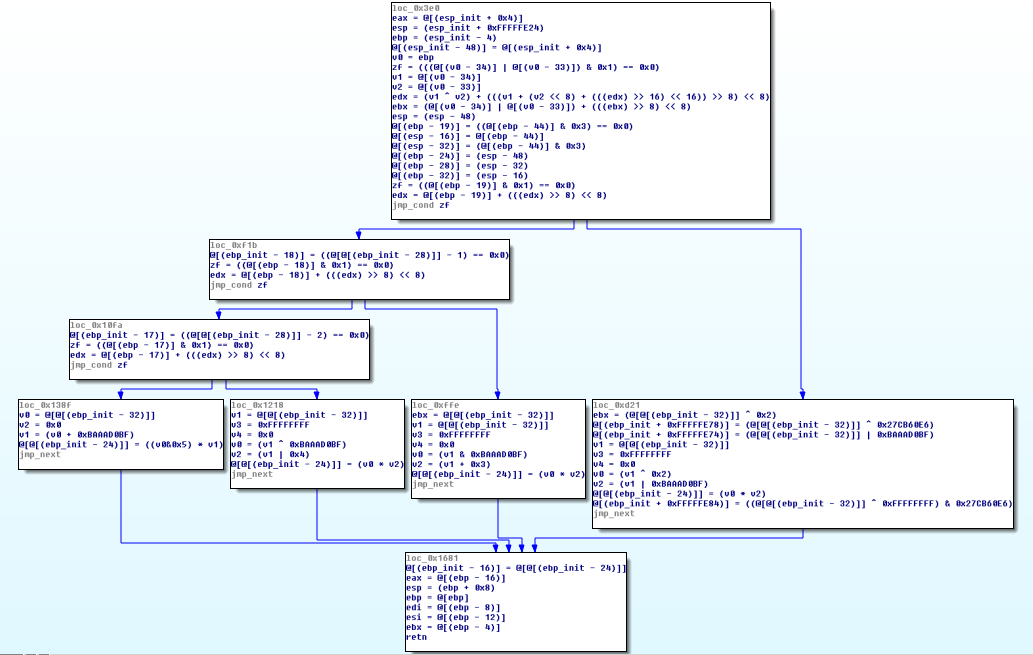 loc_0x3e0
eax = @[(esp_init + 0x4)]
esp = (esp_init + 0xFFFFFE24)
ebp = (esp_init - 4)
@[(esp_init - 48)] = @[(esp_init + 0x4)]
v0 = ebp
zf = (((@[(v0 - 34)] | @[(v0 - 33)]) & 0x1) == 0x0)
v1 = @[(v0 - 34)]
v2 = @[(v0 - 33)]
edx = (v1 ^ v2) + (((v1 + (v2 << 8) + (((edx) >> 16) << 16)) >> 8) << 8)
ebx = (@[(v0 - 34)] | @[(v0 - 33)]) + (((ebx) >> 8) << 8)
esp = (esp - 48)
@[(ebp - 19)] = ((@[(ebp - 44)] & 0x3) == 0x0)
@[(esp - 16)] = @[(ebp - 44)]
@[(esp - 32)] = (@[(ebp - 44)] & 0x3)
@[(ebp - 24)] = (esp - 48)
@[(ebp - 28)] = (esp - 32)
@[(ebp - 32)] = (esp - 16)
zf = ((@[(ebp - 19)] & 0x1) == 0x0)
edx = @[(ebp - 19)] + (((edx) >> 8) << 8)
jmp_cond zf
loc_0xf1b
@[(ebp_init - 18)] = ((@[@[(ebp_init - 28)]] - 1) == 0x0)
zf = ((@[(ebp - 18)] & 0x1) == 0x0)
edx = @[(ebp - 18)] + (((edx) >> 8) << 8)
jmp_cond zf
loc_0x10fa
@[(ebp_init - 17)] = ((@[@[(ebp_init - 28)]] - 2) == 0x0)
zf = ((@[(ebp - 17)] & 0x1) == 0x0)
edx = @[(ebp - 17)] + (((edx) >> 8) << 8)
jmp_cond zf
loc_0x138f
v0 = @[@[(ebp_init - 32)]]
v2 = 0x0
v1 = (v0 + 0xBAAAD0BF)
@[@[(ebp_init - 24)]] = ((v0&0x5) * v1)
jmp_next
loc_0x1218
v1 = @[@[(ebp_init - 32)]]
v3 = 0xFFFFFFFF
v4 = 0x0
v0 = (v1 ^ 0xBAAAD0BF)
v2 = (v1 | 0x4)
@[@[(ebp_init - 24)]] = (v0 * v2)
jmp_next
loc_0xffe
ebx = @[@[(ebp_init - 32)]]
v1 = @[@[(ebp_init - 32)]]
v3 = 0xFFFFFFFF
v4 = 0x0
v0 = (v1 & 0xBAAAD0BF)
v2 = (v1 + 0x3)
@[@[(ebp_init - 24)]] = (v0 * v2)
jmp_next
loc_0xd21
ebx = (@[@[(ebp_init - 32)]] ^ 0x2)
@[(ebp_init + 0xFFFFFE78)] = (@[@[(ebp_init - 32)]] ^ 0x27CB60E6)
@[(ebp_init + 0xFFFFFE74)] = (@[@[(ebp_init - 32)]] | 0xBAAAD0BF)
v1 = @[@[(ebp_init - 32)]]
v3 = 0xFFFFFFFF
v4 = 0x0
v0 = (v1 ^ 0x2)
v2 = (v1 | 0xBAAAD0BF)
@[@[(ebp_init - 24)]] = (v0 * v2)
@[(ebp_init + 0xFFFFFE84)] = ((@[@[(ebp_init - 32)]] ^ 0xFFFFFFFF) & 0x27CB60E6)
jmp_next
loc_0x1681
@[(ebp_init - 16)] = @[@[(ebp_init - 24)]]
eax = @[(ebp - 16)]
esp = (ebp + 0x8)
ebp = @[ebp]
edi = @[(ebp - 8)]
esi = @[(ebp - 12)]
ebx = @[(ebp - 4)]
retn